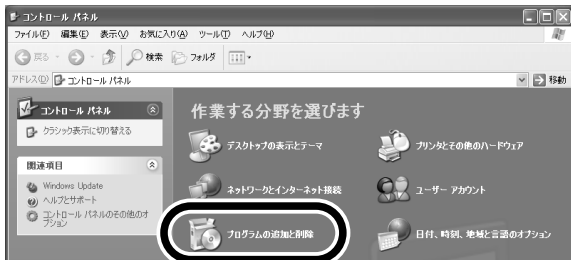 コントロール パネル
ファイル(F) 編集(E) 表示(V) お気に入り(A) ツール(T) ヘルプ(H)
戻る 検索 フォルダ
アドレス(D) コントロール パネル 移動
コントロール パネル
クラシック表示に切り替える
関連項目
Windows Update
ヘルプとサポート
コントロール パネルのその他のオ
プション
作業する分野を選びます
デスクトップの表示とテーマ
プリンタとその他のハードウェア
ネットワークとインターネット接続
ユーザー アカウント
プログラムの追加と削除
日付、時刻、地域と言語のオプション